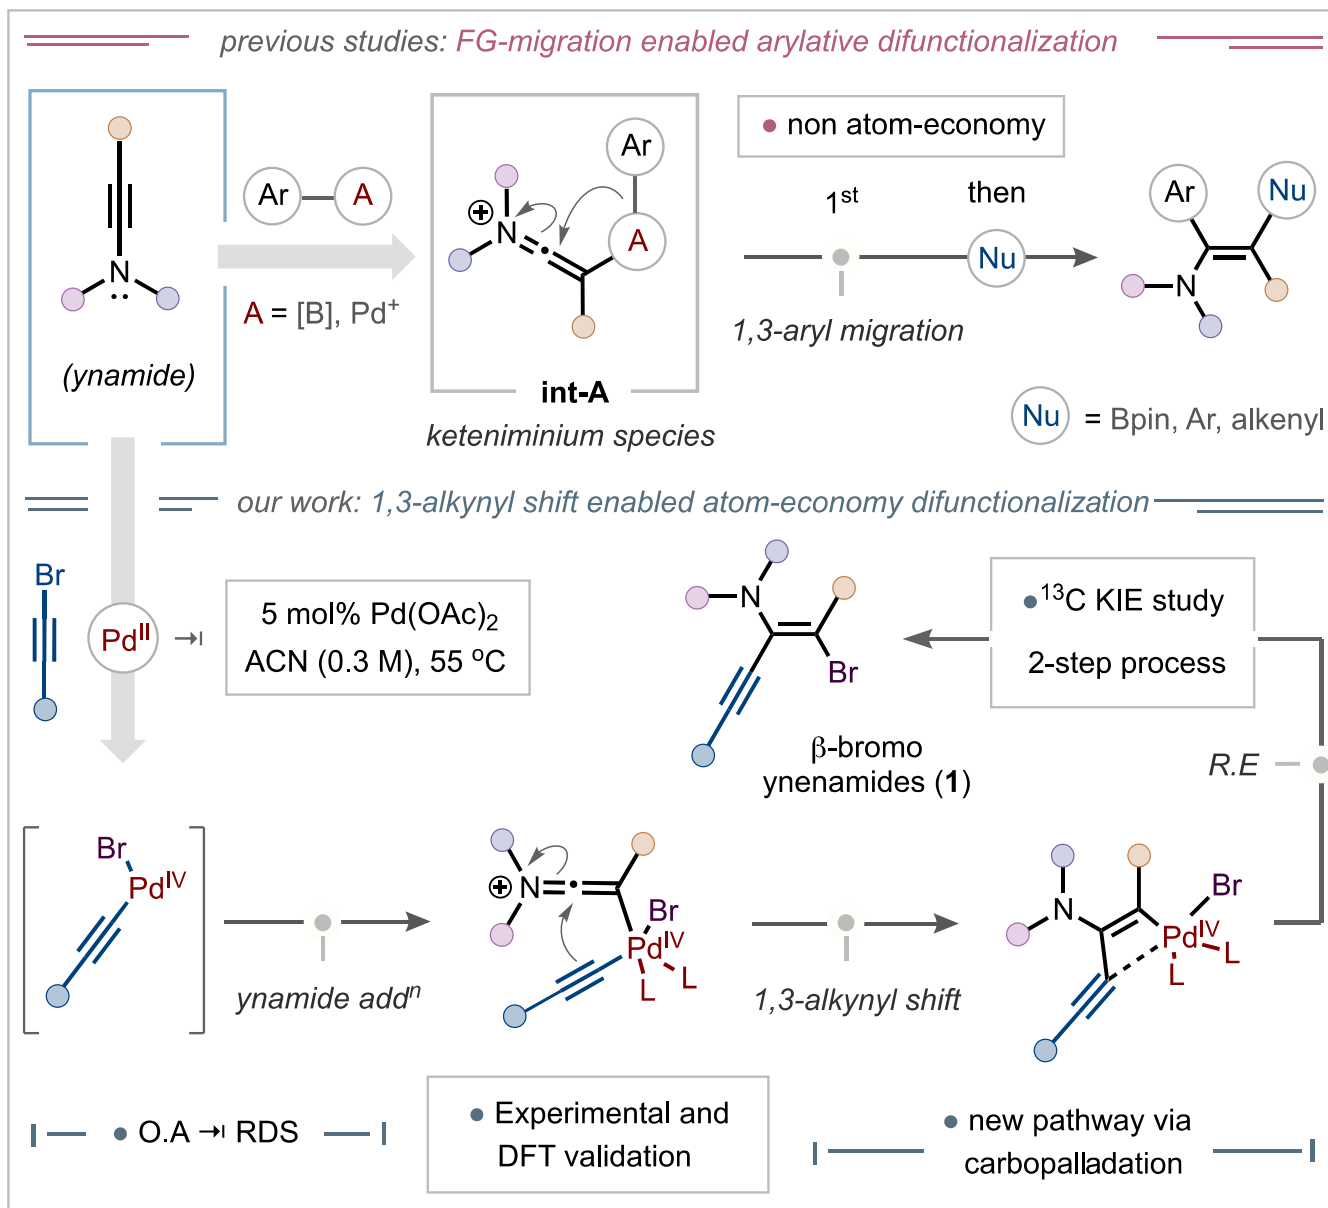 previous studies: FG-migration enabled arylative difunctionalization
Ar
A
A = [B], Pd⁺
N
(ynamide)
Ar
A
N
⊕
int-A
keteniminium species
• non atom-economy
1ˢᵗ
then
Nu
1,3-aryl migration
Ar
Nu
N
Nu = Bpin, Ar, alkenyl
our work: 1,3-alkynyl shift enabled atom-economy difunctionalization
Br
Pdᴵᴵ
5 mol% Pd(OAc)₂
ACN (0.3 M), 55 ºC
N
Br
β-bromo
ynenamides (1)
• ¹³C KIE study
2-step process
R.E
Br
Pdᴵⱽ
ynamide addⁿ
⊕
N
Br
Pdᴵⱽ
L
L
1,3-alkynyl shift
N
Br
Pdᴵⱽ
L
L
• O.A → RDS
• Experimental and
DFT validation
• new pathway via
carbopalladation